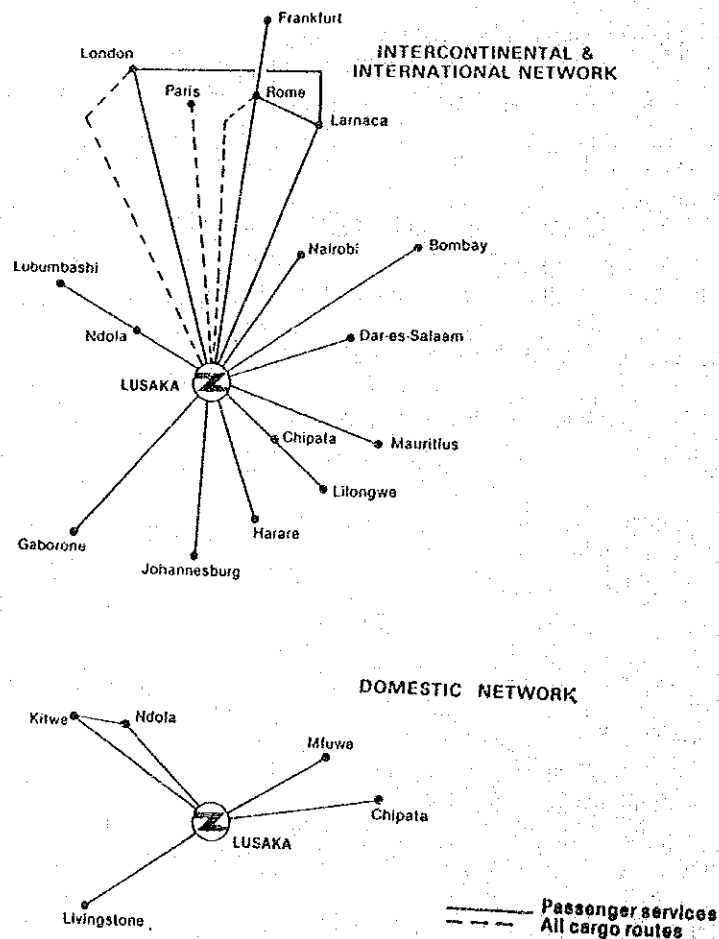 Frankfurt
INTERCONTINENTAL &
INTERNATIONAL NETWORK
London
Paris
Rome
Larnaca
Nairobi
Bombay
Lubumbashi
Ndola
Dar-es-Salaam
LUSAKA
Z
Chipata
Mauritius
Lilongwe
Harare
Gaborone
Johannesburg
DOMESTIC NETWORK
Kitwe
Ndola
Mfuwe
Chipata
Z
LUSAKA
Livingstone
Passenger services
All cargo routes